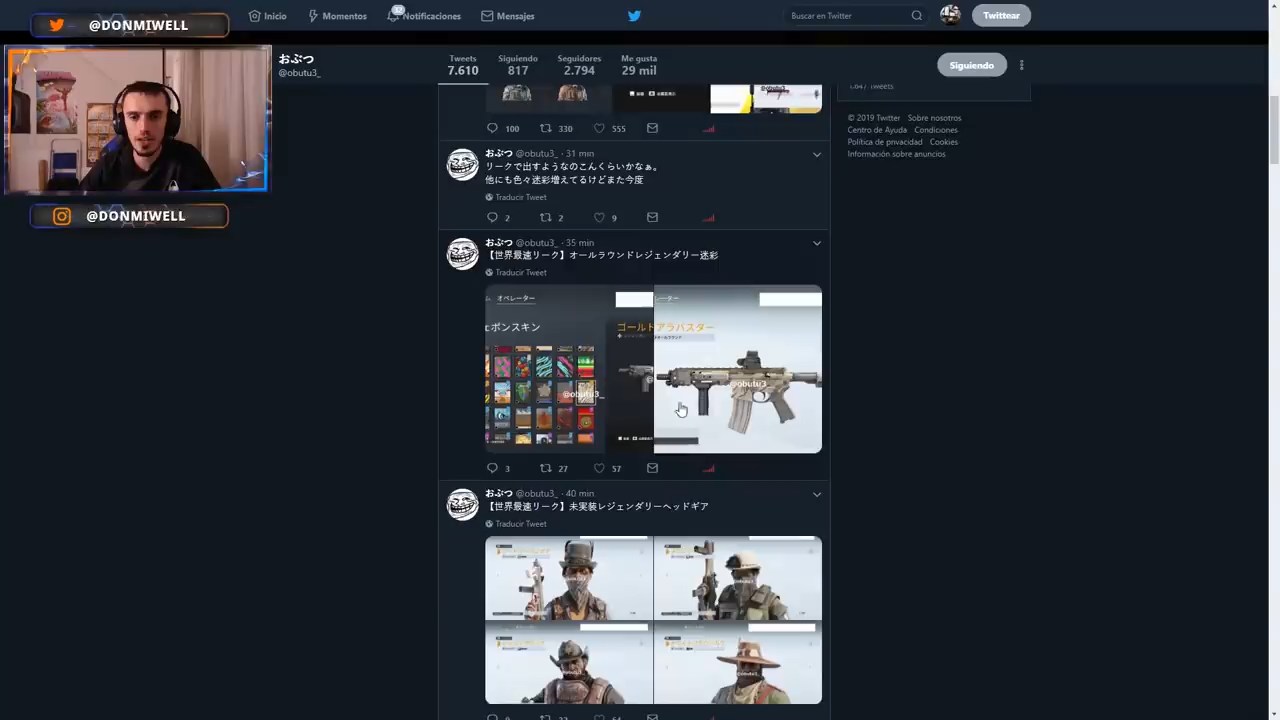 @DONMIWELL
Inicio
Momentos
32
Notificaciones
Mensajes
Buscar en Twitter
Twittear
おぶつ
@obutu3_
Tweets
7.610
Siguiendo
817
Seguidores
2.794
Me gusta
29 mil
Siguiendo
1.647 Tweets
© 2019 Twitter Sobre nosotros
Centro de Ayuda Condiciones
Política de privacidad Cookies
Información sobre anuncios
@DONMIWELL
100 330 555
おぶつ @obutu3_ · 31 min
リークで出すようなのこんくらいかなぁ。
他にも色々迷彩増えてるけどまた今度
Traducir Tweet
2 2 9
おぶつ @obutu3_ · 35 min
【世界最速リーク】オールラウンドレジェンダリー迷彩
Traducir Tweet
オペレーター
ェポンスキン
ゴールドアラバスター
@obutu3_
@obutu3
3 27 57
おぶつ @obutu3_ · 40 min
【世界最速リーク】未実装レジェンダリーヘッドギア
Traducir Tweet